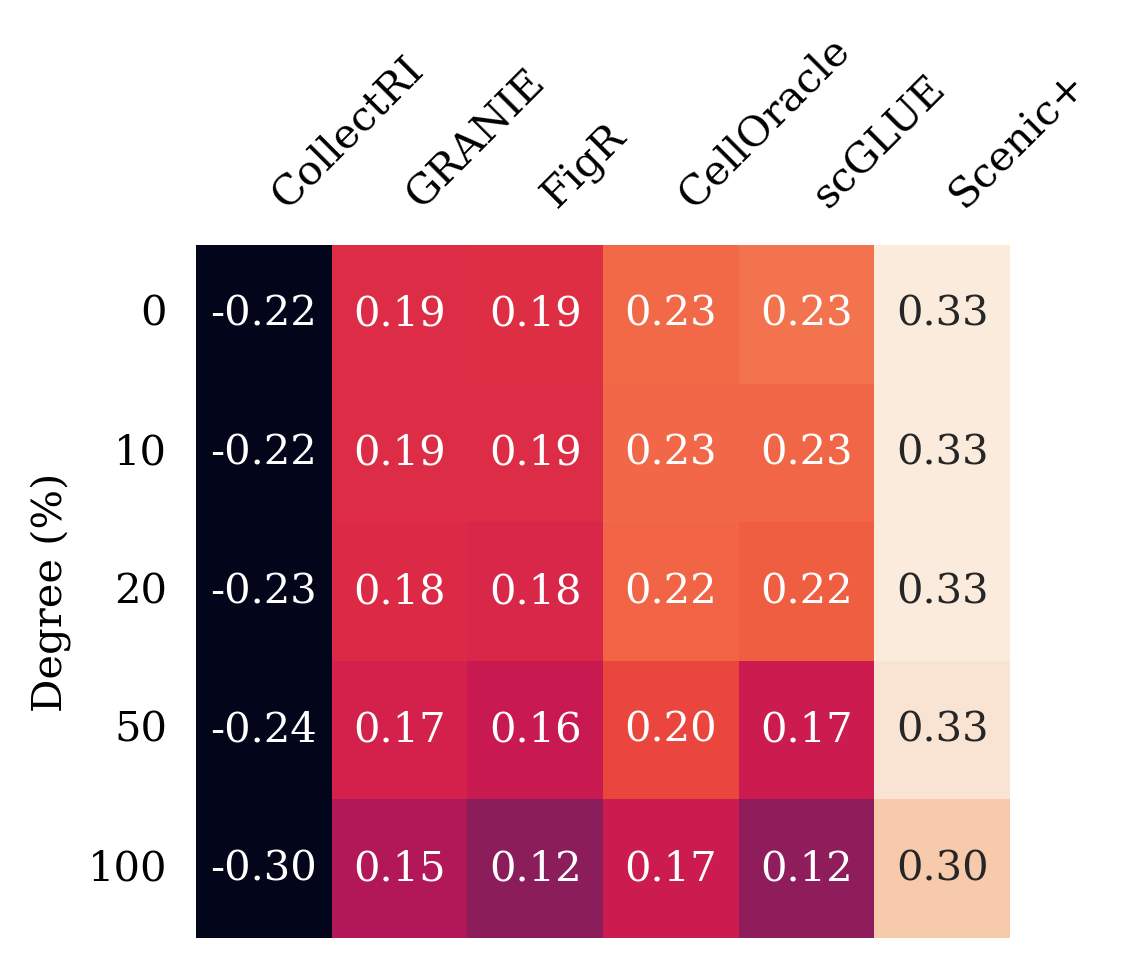 CollectRI GRANIE FigR CellOracle scGLUE Scenic+
0 -0.22 0.19 0.19 0.23 0.23 0.33
10 -0.22 0.19 0.19 0.23 0.23 0.33
20 -0.23 0.18 0.18 0.22 0.22 0.33
50 -0.24 0.17 0.16 0.20 0.17 0.33
100 -0.30 0.15 0.12 0.17 0.12 0.30
Degree (%)